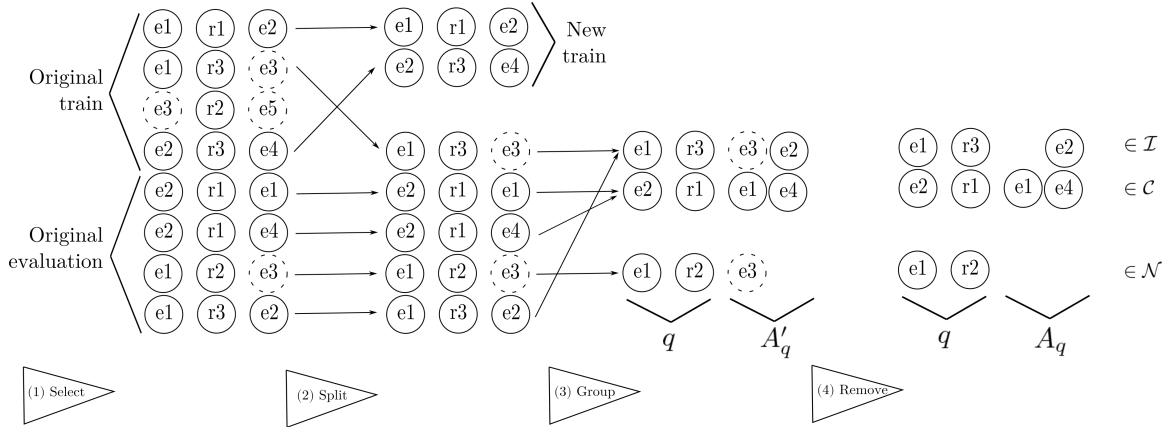 e1 r1 e2 e1 r1 e2 New
e1 r3 e3 e2 r3 e4 train
Original
train
e3 r2 e5
e2 r3 e4 e1 r3 e3 e1 r3 e3 e2 e1 r3 e2 ∈ ℐ
e2 r1 e1 e2 r1 e1 e2 r1 e1 e4 e2 r1 e1 e4 ∈ 𝒞
Original
evaluation
e2 r1 e4 e2 r1 e4
e1 r2 e3 e1 r2 e3 e1 r2 e3 e1 r2 ∈ 𝒩
e1 r3 e2 e1 r3 e2
q A′q q Aq
(1) Select (2) Split (3) Group (4) Remove